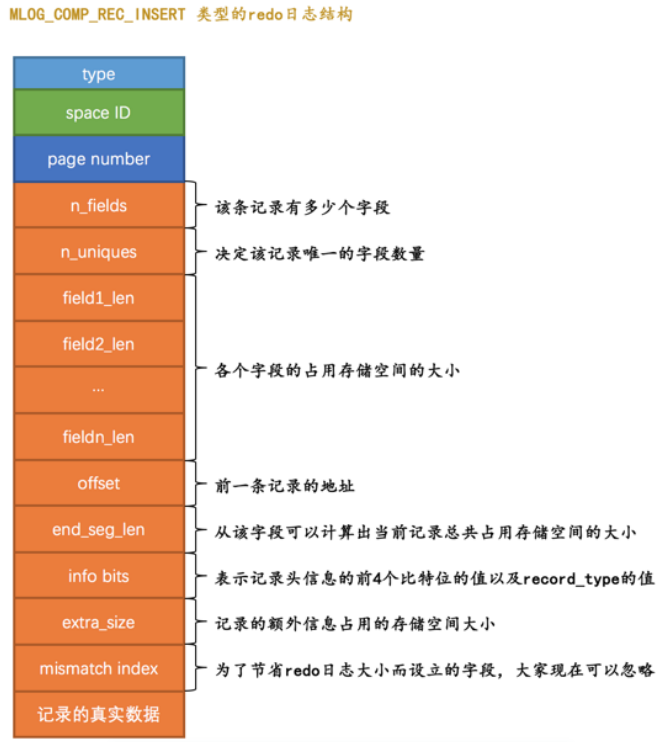 MLOG_COMP_REC_INSERT 类型的redo日志结构
type
space ID
page number
n_fields
该条记录有多少个字段
n_uniques
决定该记录唯一的字段数量
field1_len
field2_len
...
fieldn_len
各个字段的占用存储空间的大小
offset
前一条记录的地址
end_seg_len
从该字段可以计算出当前记录总共占用存储空间的大小
info bits
表示记录头信息的前4个比特位的值以及record_type的值
extra_size
记录的额外信息占用的存储空间大小
mismatch index
为了节省redo日志大小而设立的字段，大家现在可以忽略
记录的真实数据